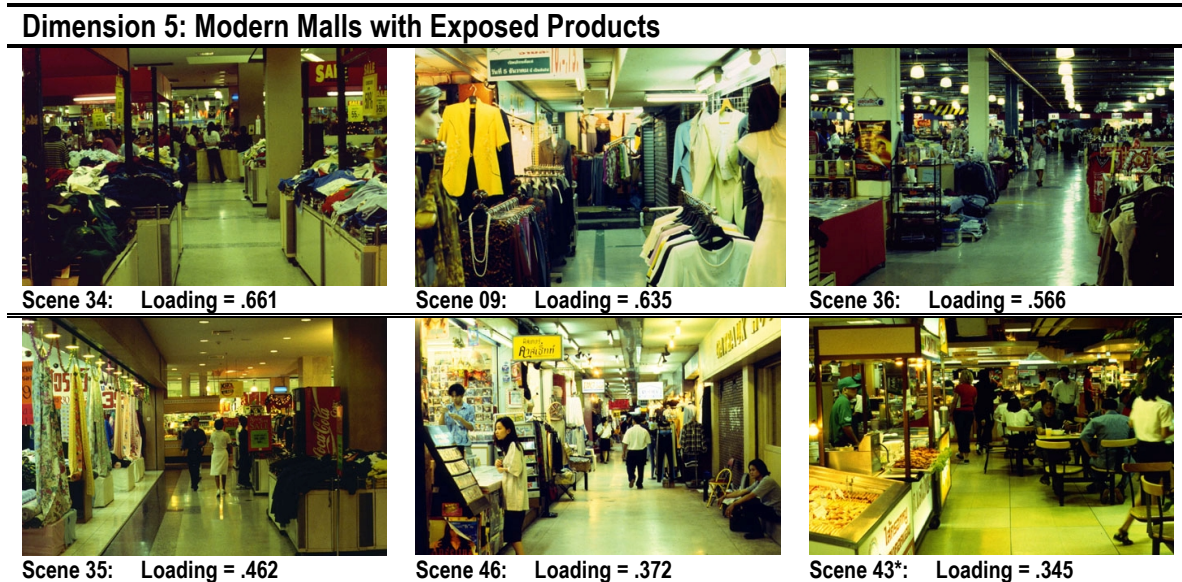 Dimension 5: Modern Malls with Exposed Products
SALE
Scene 34: Loading = .661
Scene 09: Loading = .635
Scene 36: Loading = .566
Coca-Cola
Scene 35: Loading = .462
Scene 46: Loading = .372
Scene 43*: Loading = .345